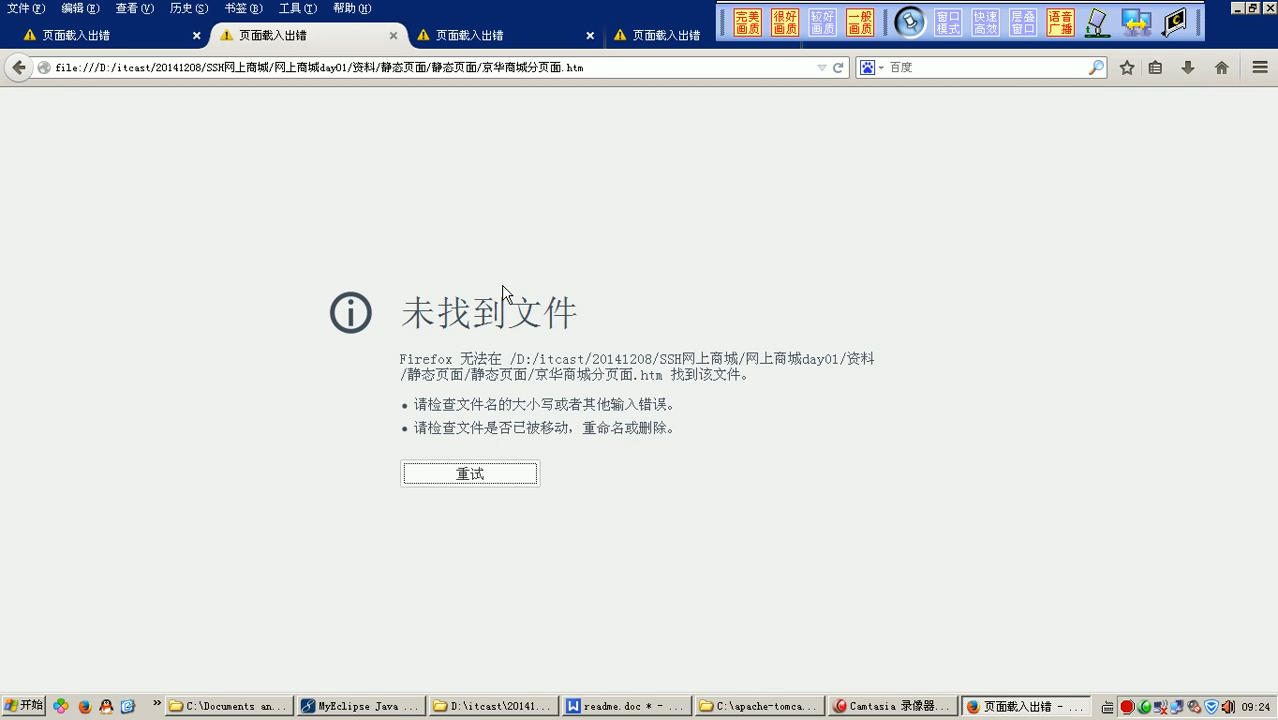 文件(F) 编辑(E) 查看(V) 历史(S) 书签(B) 工具(T) 帮助(H)
完美画质 很好画质 较好画质 一般画质 窗口模式 快速高效 层叠窗口 语音广播
页面载入出错 页面载入出错 页面载入出错 页面载入错
file:///D:/itcast/20141208/SSH网上商城/网上商城day01/资料/静态页面/静态页面/京华商城分页面.htm
百度
未找到文件
Firefox 无法在 /D:/itcast/20141208/SSH网上商城/网上商城day01/资料
/静态页面/静态页面/京华商城分页面.htm 找到该文件。
• 请检查文件名的大小写或者其他输入错误。
• 请检查文件是否已被移动，重命名或删除。
重试
开始 » C:\Documents an... MyEclipse Java ... D:\itcast\20141... readme.doc * - ... C:\apache-tomca... Camtasia 录像器... 页面载入出错 - ... 09:24